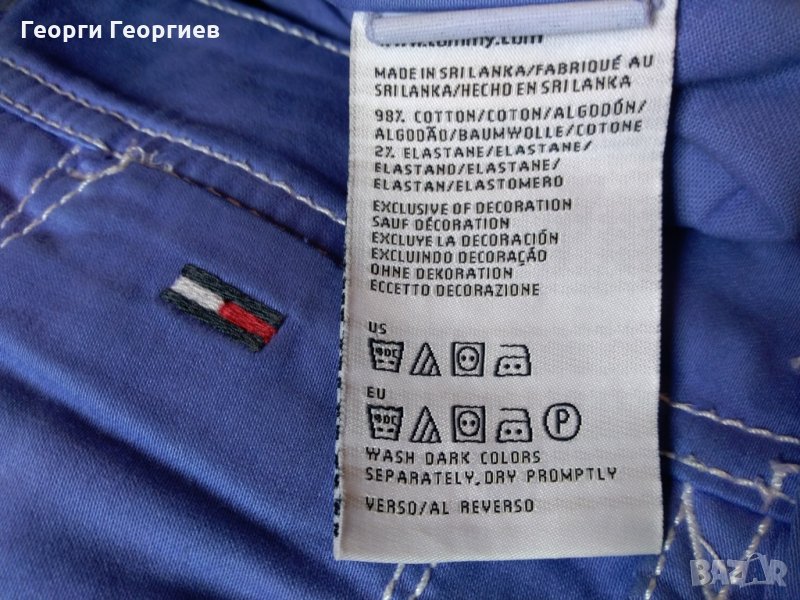 Георги Георгиев
www.tommy.com
MADE IN SRI LANKA/FABRIQUÉ AU
SRI LANKA/HECHO EN SRI LANKA
98% COTTON/COTON/ALGODÓN/
ALGODÃO/BAUMWOLLE/COTONE
2% ELASTANE/ELASTANE/
ELASTANO/ELASTANE/
ELASTAN/ELASTOMERO
EXCLUSIVE OF DECORATION
SAUF DÉCORATION
EXCLUYE LA DECORACIÓN
EXCLUINDO DECORAÇÃO
OHNE DEKORATION
ECCETTO DECORAZIONE
US
EU
P
WASH DARK COLORS
SEPARATELY, DRY PROMPTLY
VERSO/AL REVERSO
BAZAR